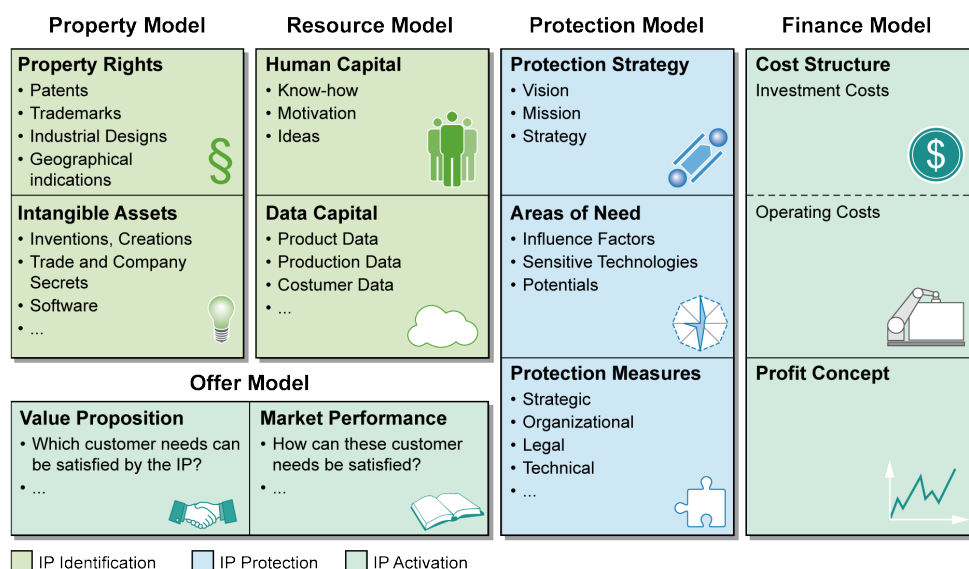 Property Model
Resource Model
Protection Model
Finance Model
Property Rights
• Patents
• Trademarks
• Industrial Designs
• Geographical
indications
§
Human Capital
• Know-how
• Motivation
• Ideas
Protection Strategy
• Vision
• Mission
• Strategy
Cost Structure
Investment Costs
$
Intangible Assets
• Inventions, Creations
• Trade and Company
Secrets
• Software
• ...
Data Capital
• Product Data
• Production Data
• Costumer Data
• ...
Areas of Need
• Influence Factors
• Sensitive Technologies
• Potentials
Operating Costs
Offer Model
Value Proposition
• Which customer needs can
be satisfied by the IP?
• ...
Market Performance
• How can these customer
needs be satisfied?
• ...
Protection Measures
• Strategic
• Organizational
• Legal
• Technical
• ...
Profit Concept
IP Identification
IP Protection
IP Activation